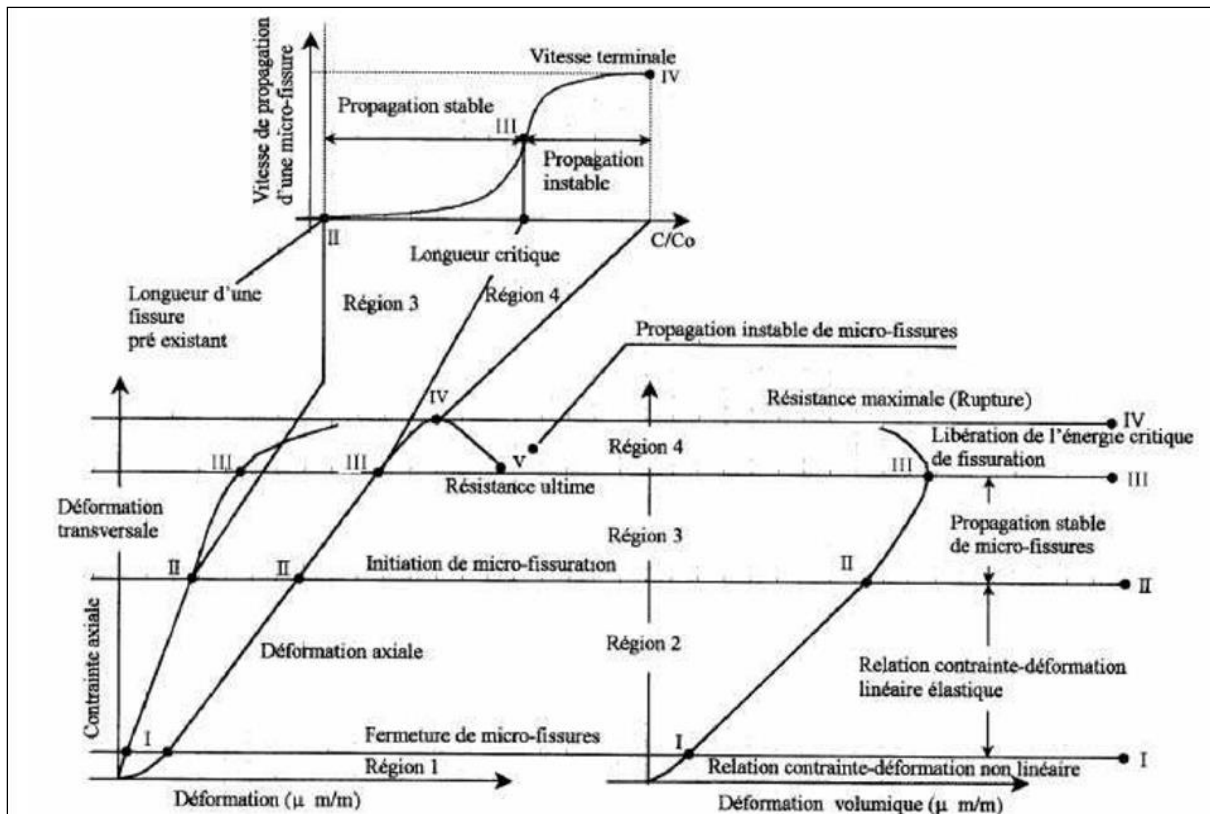 Vitesse de propagation
d'une micro-fissure
Vitesse terminale
IV
Propagation stable
III
Propagation
instable
II
C/Co
Longueur critique
Longueur d'une
fissure
pré existant
Région 3
Région 4
Propagation instable de micro-fissures
IV
Résistance maximale (Rupture)
IV
Région 4
Libération de l'énergie critique
de fissuration
III
III
V
III
III
Résistance ultime
Déformation
transversale
Région 3
Propagation stable
de micro-fissures
II
II
Initiation de micro-fissuration
II
II
Contrainte axiale
Déformation axiale
Région 2
Relation contrainte-déformation
linéaire élastique
I
Fermeture de micro-fissures
I
I
Région 1
Relation contrainte-déformation non linéaire
Déformation (μ m/m)
Déformation volumique (μ m/m)